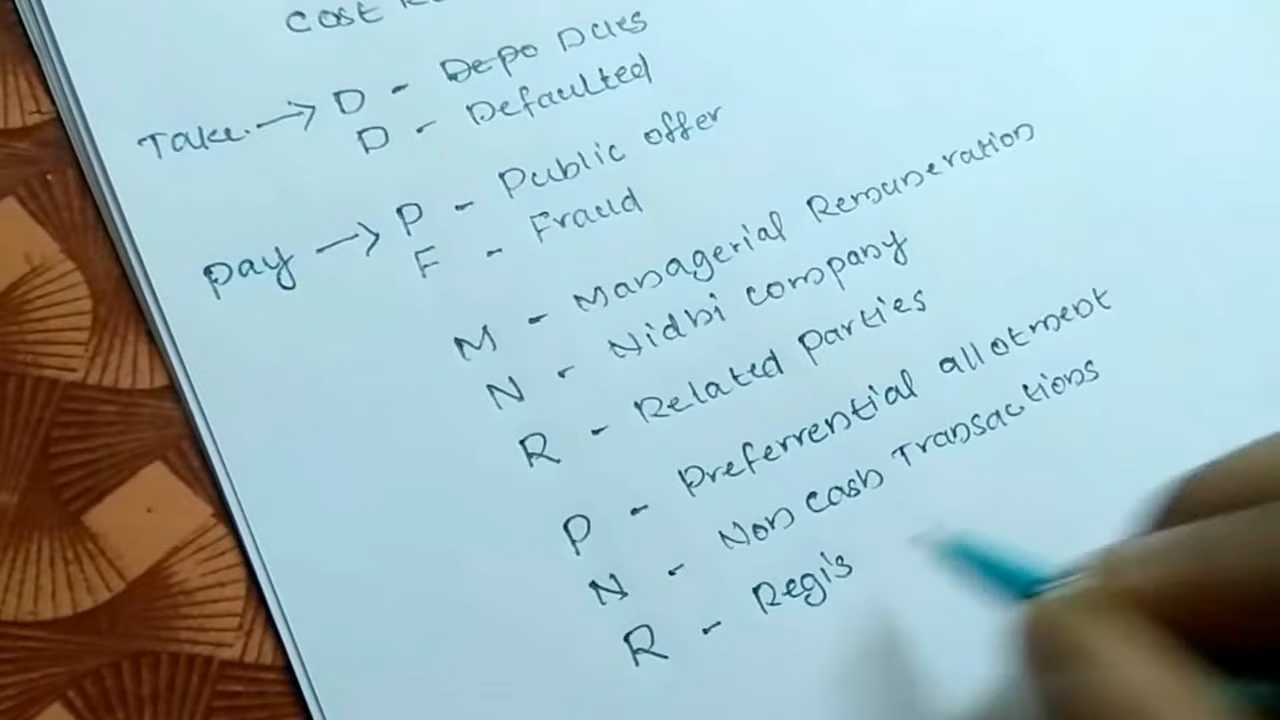 cost
Take → D - Depo Dues
D - Defaulted
Pay → P - Public offer
F - Fraud
M - Managerial Remuneration
N - Nidhi company
R - Related Parties
P - Preferrential allotment
N - Non cash Transactions
R - Regis